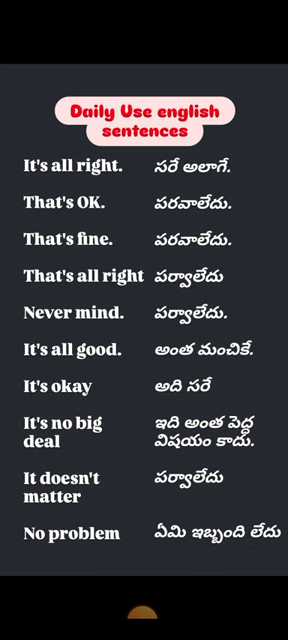 Daily Use english
sentences
It's all right. సరే అలాగే.
That's OK. పరవాలేదు.
That's fine. పరవాలేదు.
That's all right పర్వాలేదు
Never mind. పర్వాలేదు.
It's all good. అంత మంచికే.
It's okay అది సరే
It's no big ఇది అంత పెద్ద
deal విషయం కాదు.
It doesn't పర్వాలేదు
matter
No problem ఏమి ఇబ్బంది లేదు